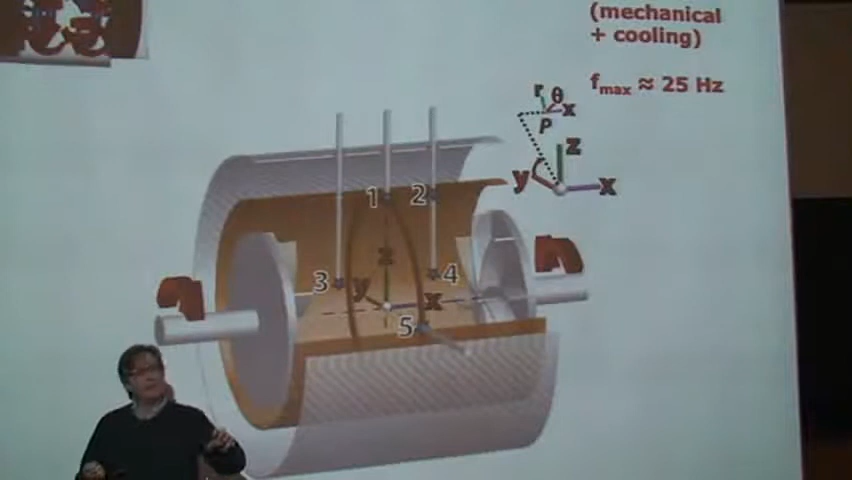 (mechanical
+ cooling)
fmax ≈ 25 Hz
r θ x
P
z
y x
1 2
z
3 y x 4
5